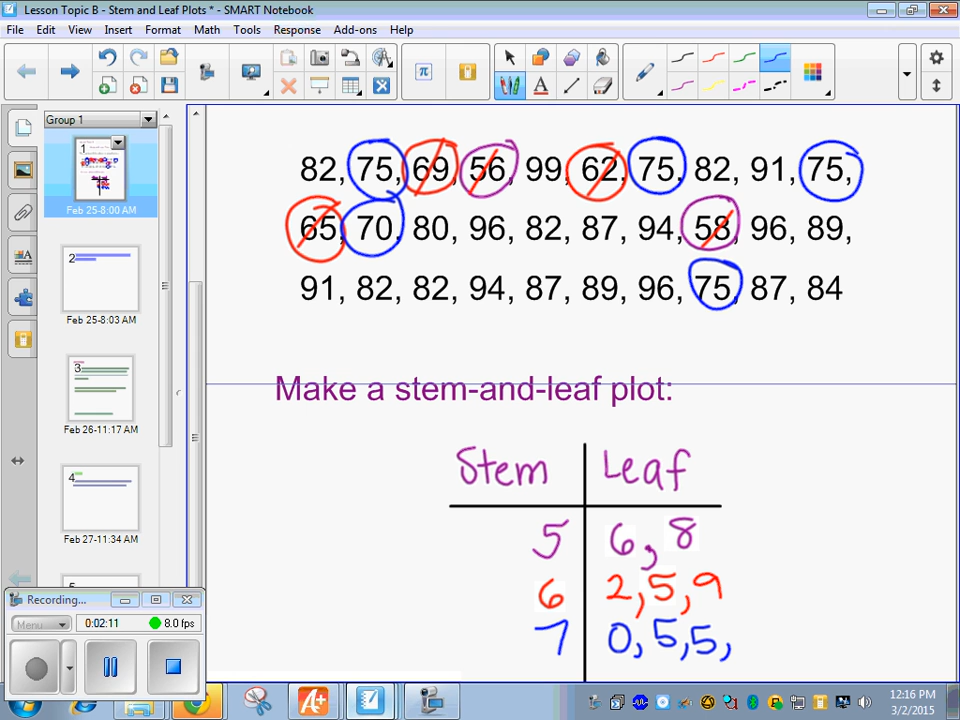 Lesson Topic B - Stem and Leaf Plots * - SMART Notebook
File Edit View Insert Format Math Tools Response Add-ons Help
Group 1
1
Feb 25-8:00 AM
2
Feb 25-8:03 AM
3
Feb 26-11:17 AM
4
Feb 27-11:34 AM
82, 75, 69, 56, 99, 62, 75, 82, 91, 75,
65, 70, 80, 96, 82, 87, 94, 58, 96, 89,
91, 82, 82, 94, 87, 89, 96, 75, 87, 84
Make a stem-and-leaf plot:
Stem Leaf
5 6, 8
6 2, 5, 9
7 0, 5, 5,
Recording...
Menu 0:02:11 8.0 fps
A+
12:16 PM
3/2/2015